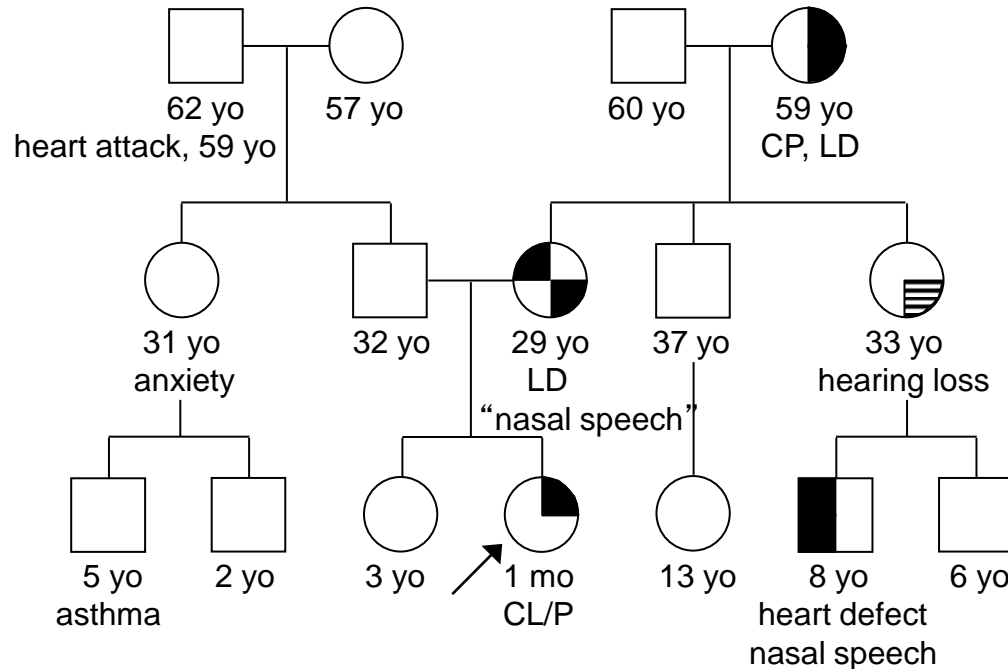 62 yo
57 yo
60 yo
59 yo
heart attack, 59 yo
CP, LD
31 yo
32 yo
29 yo
37 yo
33 yo
anxiety
LD
hearing loss
“nasal speech”
5 yo
2 yo
3 yo
1 mo
13 yo
8 yo
6 yo
asthma
CL/P
heart defect
nasal speech